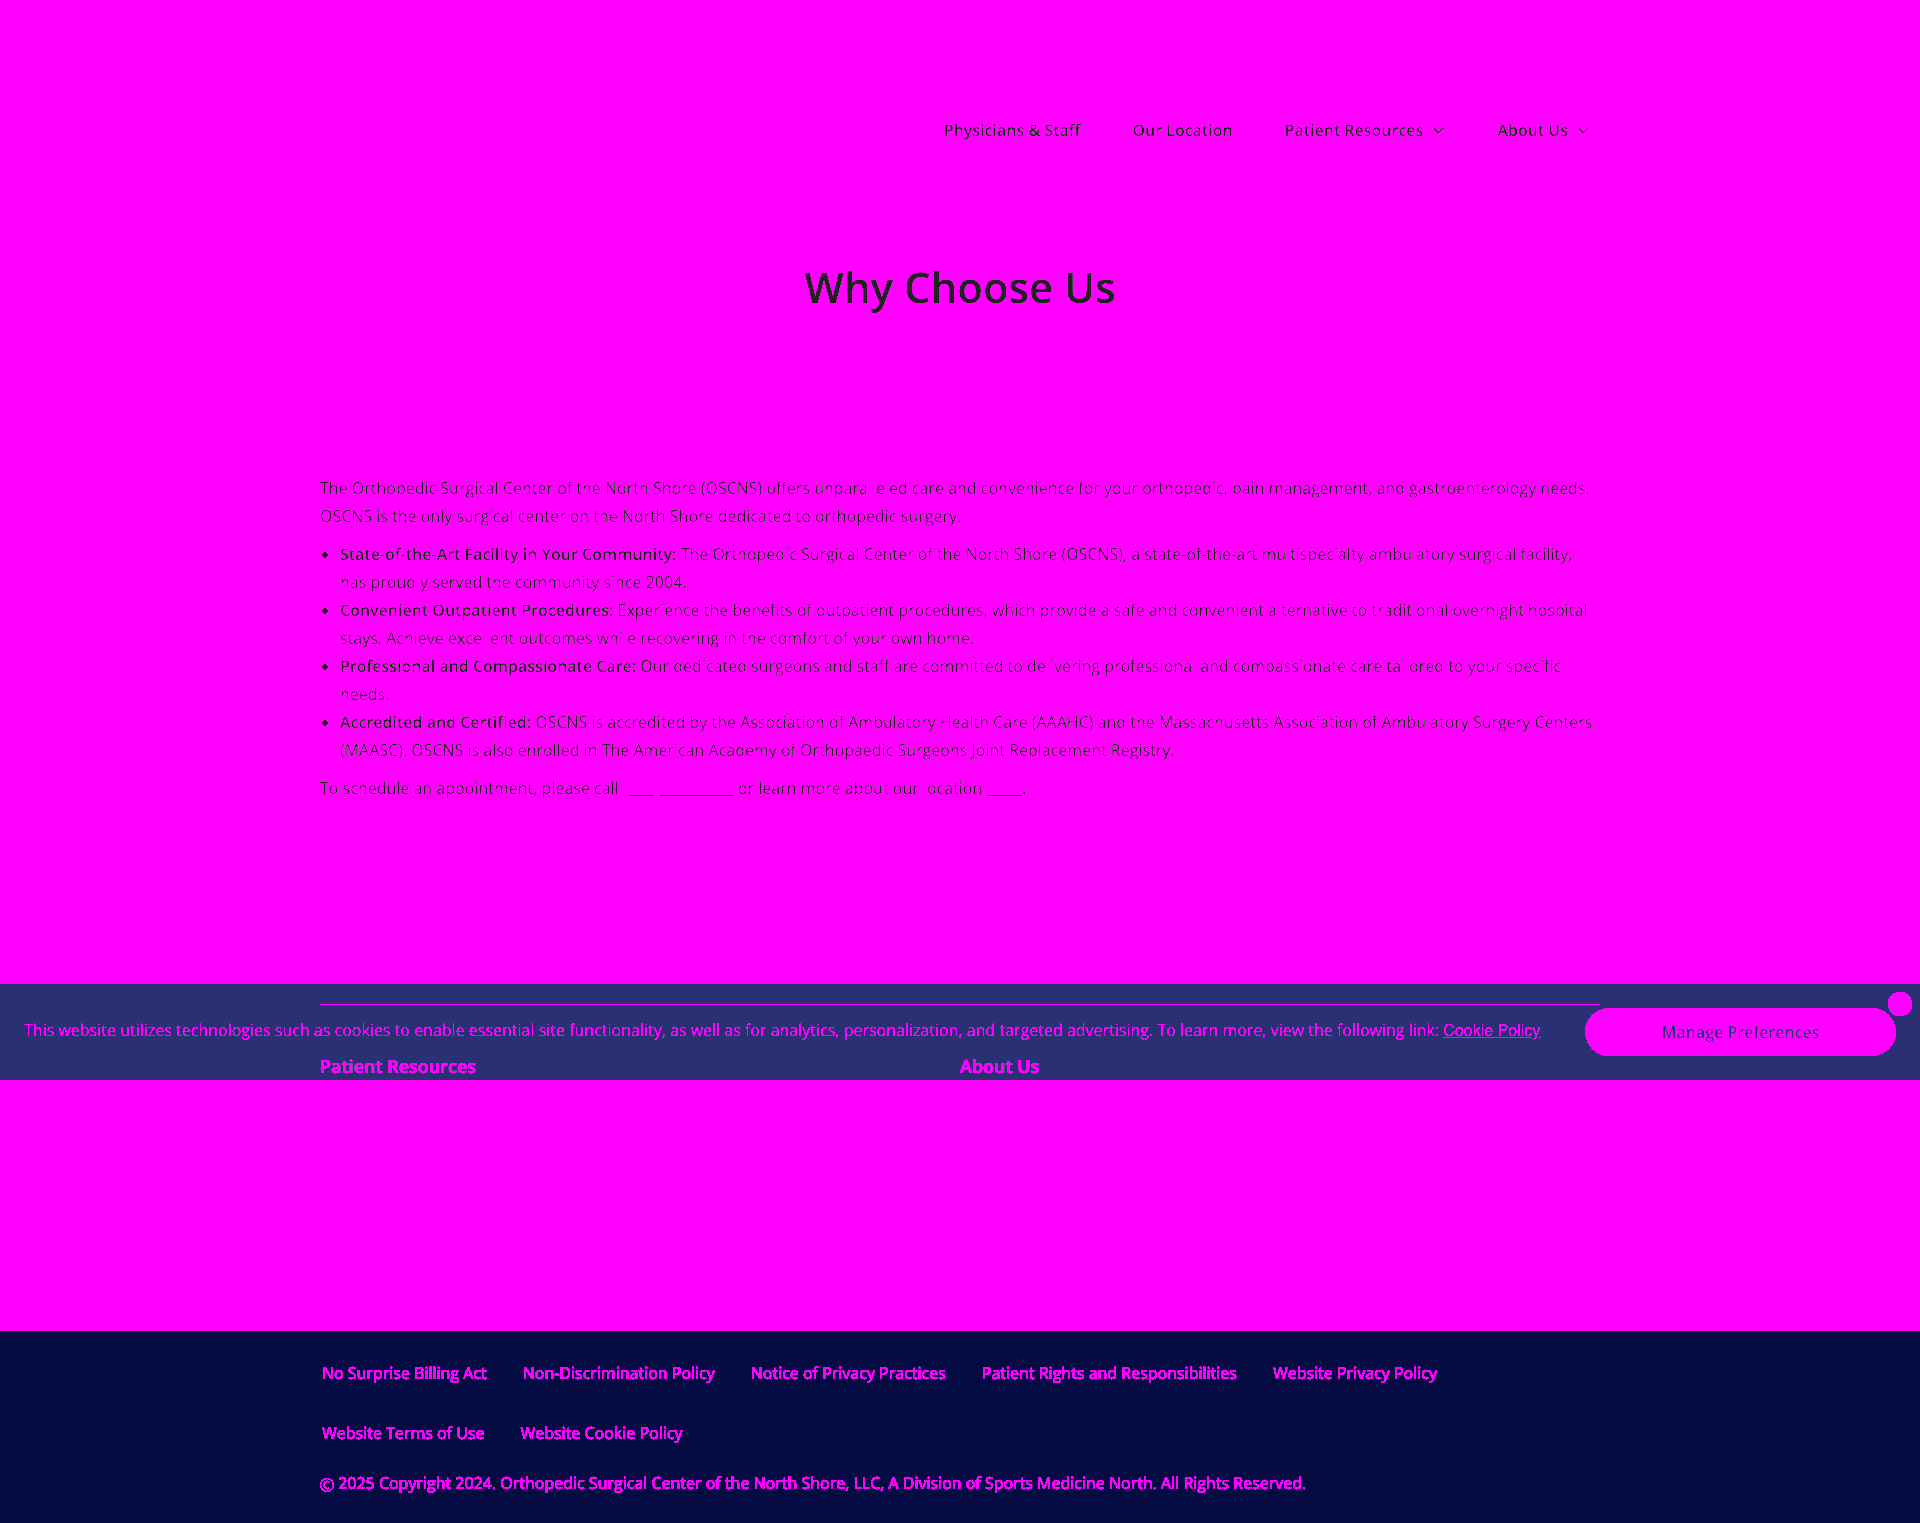 Physicians & Staff Our Location Patient Resources About Us
Why Choose Us
The Orthopedic Surgical Center of the North Shore (OSCNS) offers unparalleled care and convenience for your orthopedic, pain management, and gastroenterology needs.
OSCNS is the only surgical center on the North Shore dedicated to orthopedic surgery.
• State-of-the-Art Facility in Your Community: The Orthopedic Surgical Center of the North Shore (OSCNS), a state-of-the-art multispecialty ambulatory surgical facility,
has proudly served the community since 2004.
• Convenient Outpatient Procedures: Experience the benefits of outpatient procedures, which provide a safe and convenient alternative to traditional overnight hospital
stays. Achieve excellent outcomes while recovering in the comfort of your own home.
• Professional and Compassionate Care: Our dedicated surgeons and staff are committed to delivering professional and compassionate care tailored to your specific
needs.
• Accredited and Certified: OSCNS is accredited by the Association of Ambulatory Health Care (AAAHC) and the Massachusetts Association of Ambulatory Surgery Centers
(MAASC). OSCNS is also enrolled in The American Academy of Orthopaedic Surgeons Joint Replacement Registry.
To schedule an appointment, please call or learn more about our location .
This website utilizes technologies such as cookies to enable essential site functionality, as well as for analytics, personalization, and targeted advertising. To learn more, view the following link: Cookie Policy
Manage Preferences
Patient Resources About Us
No Surprise Billing Act Non-Discrimination Policy Notice of Privacy Practices Patient Rights and Responsibilities Website Privacy Policy
Website Terms of Use Website Cookie Policy
© 2025 Copyright 2024. Orthopedic Surgical Center of the North Shore, LLC, A Division of Sports Medicine North. All Rights Reserved.